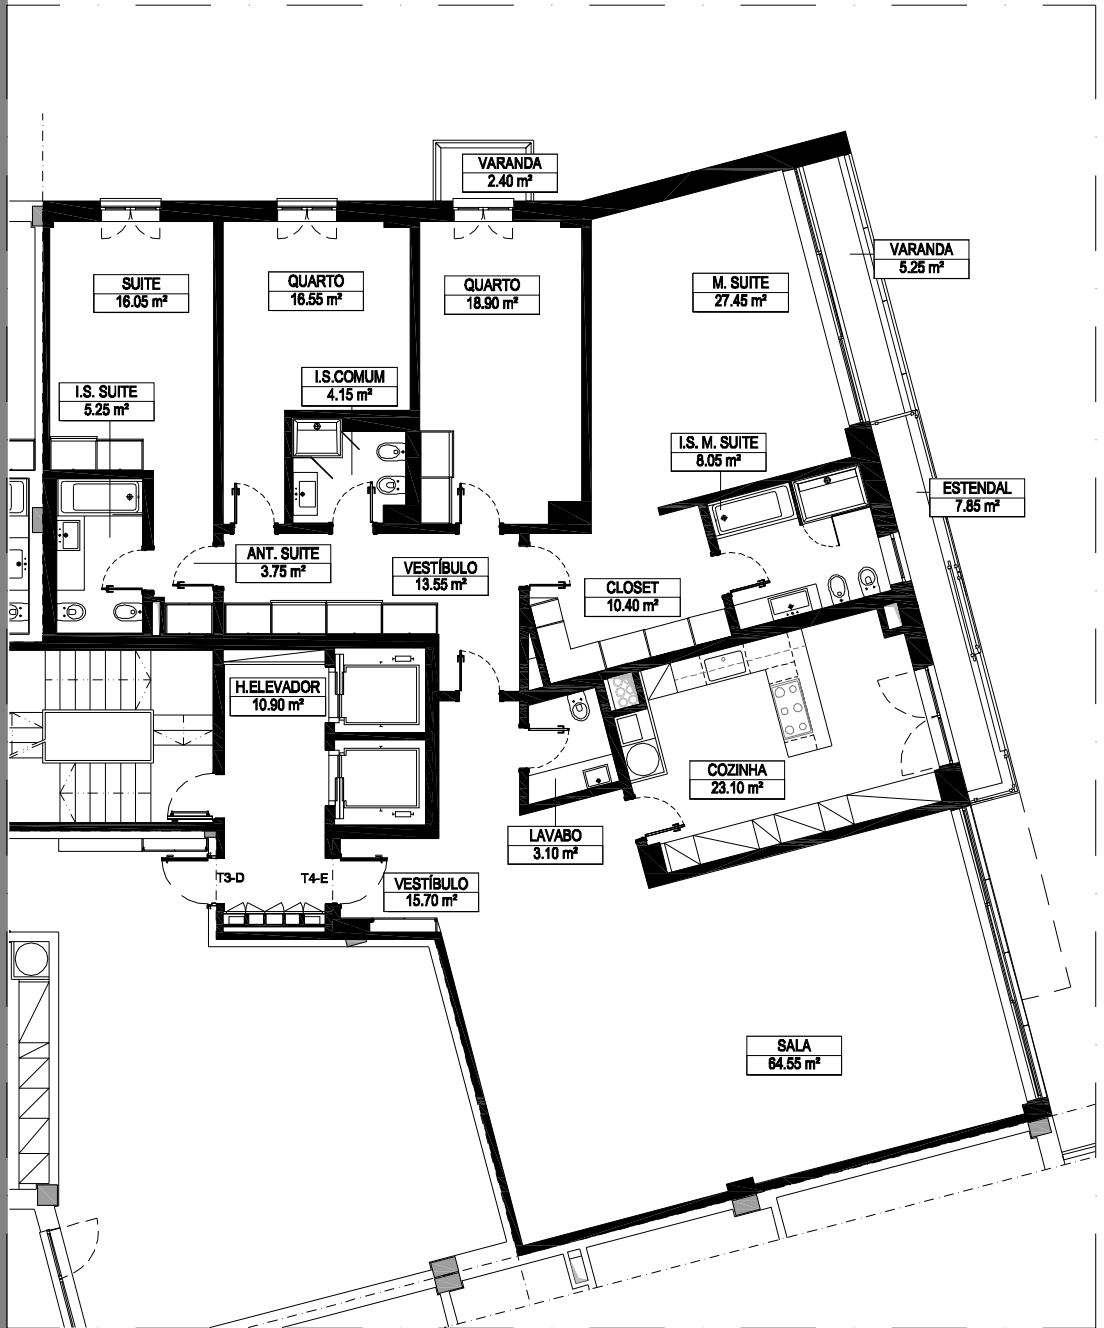 VARANDA
2.40 m²
VARANDA
5.25 m²
SUITE
16.05 m²
QUARTO
16.55 m²
QUARTO
18.90 m²
M. SUITE
27.45 m²
I.S. SUITE
5.25 m²
I.S.COMUM
4.15 m²
I.S. M. SUITE
8.05 m²
ESTENDAL
7.85 m²
ANT. SUITE
3.75 m²
VESTÍBULO
13.55 m²
CLOSET
10.40 m²
H.ELEVADOR
10.90 m²
COZINHA
23.10 m²
LAVABO
3.10 m²
T3-D
T4-E
VESTÍBULO
15.70 m²
SALA
64.55 m²